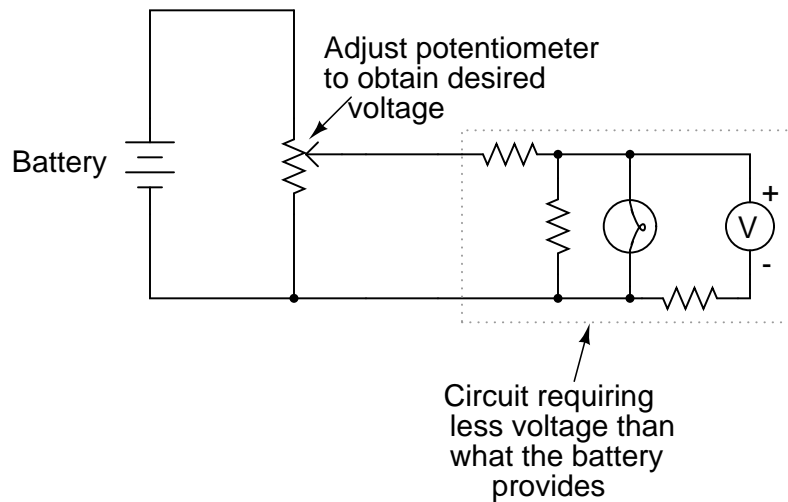 Adjust potentiometer
to obtain desired
voltage
Battery
+
V
-
Circuit requiring
less voltage than
what the battery
provides